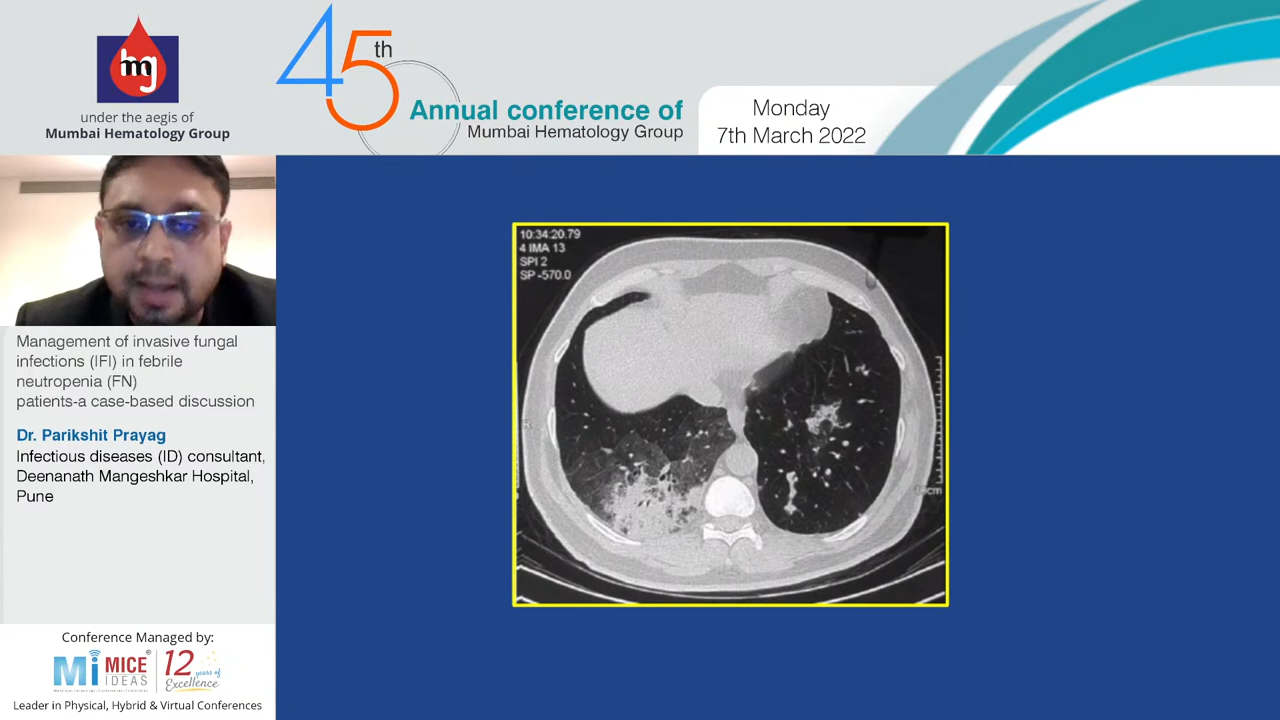 hmg
under the aegis of
Mumbai Hematology Group
45th
Annual conference of
Mumbai Hematology Group
Monday
7th March 2022
10:34:20.79
4 IMA 13
SPI 2
SP -570.0
R
cm
Management of invasive fungal
infections (IFI) in febrile
neutropenia (FN)
patients-a case-based discussion
Dr. Parikshit Prayag
Infectious diseases (ID) consultant,
Deenanath Mangeshkar Hospital,
Pune
Conference Managed by:
Mi MICE IDEAS
12 years of Excellence
Leader in Physical, Hybrid & Virtual Conferences